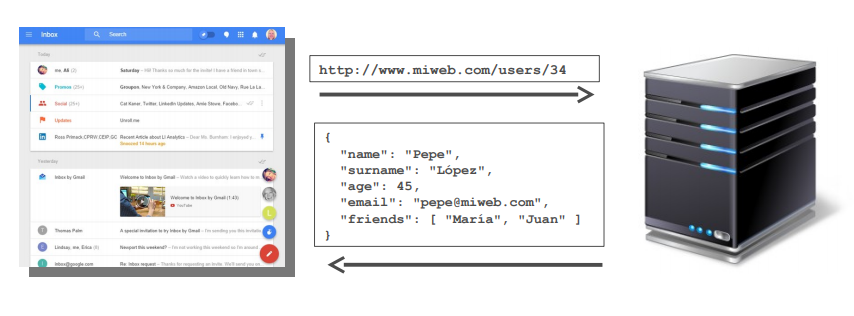 Inbox
Search
Today
me, Ali (2)
Saturday – Hi! Thanks so much for the invite! I have a friend in town s...
Promos (25+)
Groupon, New York & Company, Amazon Local, Old Navy, Rue La La...
Social (25+)
Cat Kaner, Twitter, LinkedIn Updates, Amie Stowe, Facebo...
Updates
Unroll me
Ross Primack.CPRW.CEIP.GC
Recent Article about LI Analytics – Dear Ms. Burnham: I enjoyed y...
Snoozed 14 hours ago
Yesterday
Inbox by Gmail
Welcome to Inbox by Gmail – Watch a video to quickly learn how to
Welcome to Inbox by Gmail (1:43)
YouTube
L
T
Thomas Palm
A special invitation to try Inbox by Gmail – I'm sending you this invitatio
L
Lindsay, me, Erica (6)
Newport this weekend? – I'm not working this weekend so I'm around
I
inbox@google.com
Re: Inbox request – Thanks for responding an invite. We'll send you on
http://www.miweb.com/users/34
{
"name": "Pepe",
"surname": "López",
"age": 45,
"email": "pepe@miweb.com",
"friends": [ "María", "Juan" ]
}